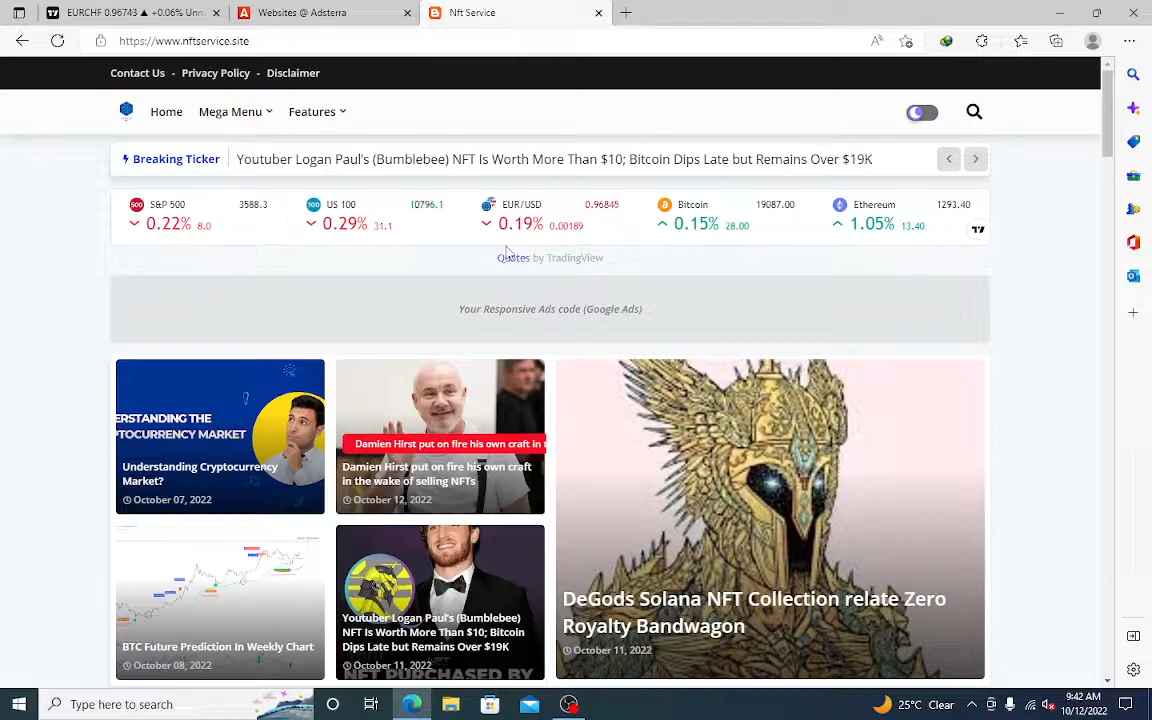 EURCHF 0.96743 ▲ +0.06% Unn
Websites @ Adsterra
Nft Service
https://www.nftservice.site
Contact Us - Privacy Policy - Disclaimer
Home Mega Menu Features
Breaking Ticker Youtuber Logan Paul's (Bumblebee) NFT Is Worth More Than $10; Bitcoin Dips Late but Remains Over $19K
500 S&P 500 3588.3
0.22% 8.0
100 US 100 10796.1
0.29% 31.1
EUR/USD 0.96845
0.19% 0.00189
Bitcoin 19087.00
0.15% 28.00
Ethereum 1293.40
1.05% 13.40
Quotes by TradingView
Your Responsive Ads code (Google Ads)
ERSTANDING THE
PTOCURRENCY MARKET
Understanding Cryptocurrency
Market?
October 07, 2022
Damien Hirst put on fire his own craft in
Damien Hirst put on fire his own craft
in the wake of selling NFTs
October 12, 2022
DeGods Solana NFT Collection relate Zero
Royalty Bandwagon
October 11, 2022
BTC Future Prediction In Weekly Chart
October 08, 2022
Youtuber Logan Paul's (Bumblebee)
NFT Is Worth More Than $10; Bitcoin
Dips Late but Remains Over $19K
October 11, 2022
NFT PURCHASED BY
Type here to search
25°C Clear
9:42 AM
10/12/2022